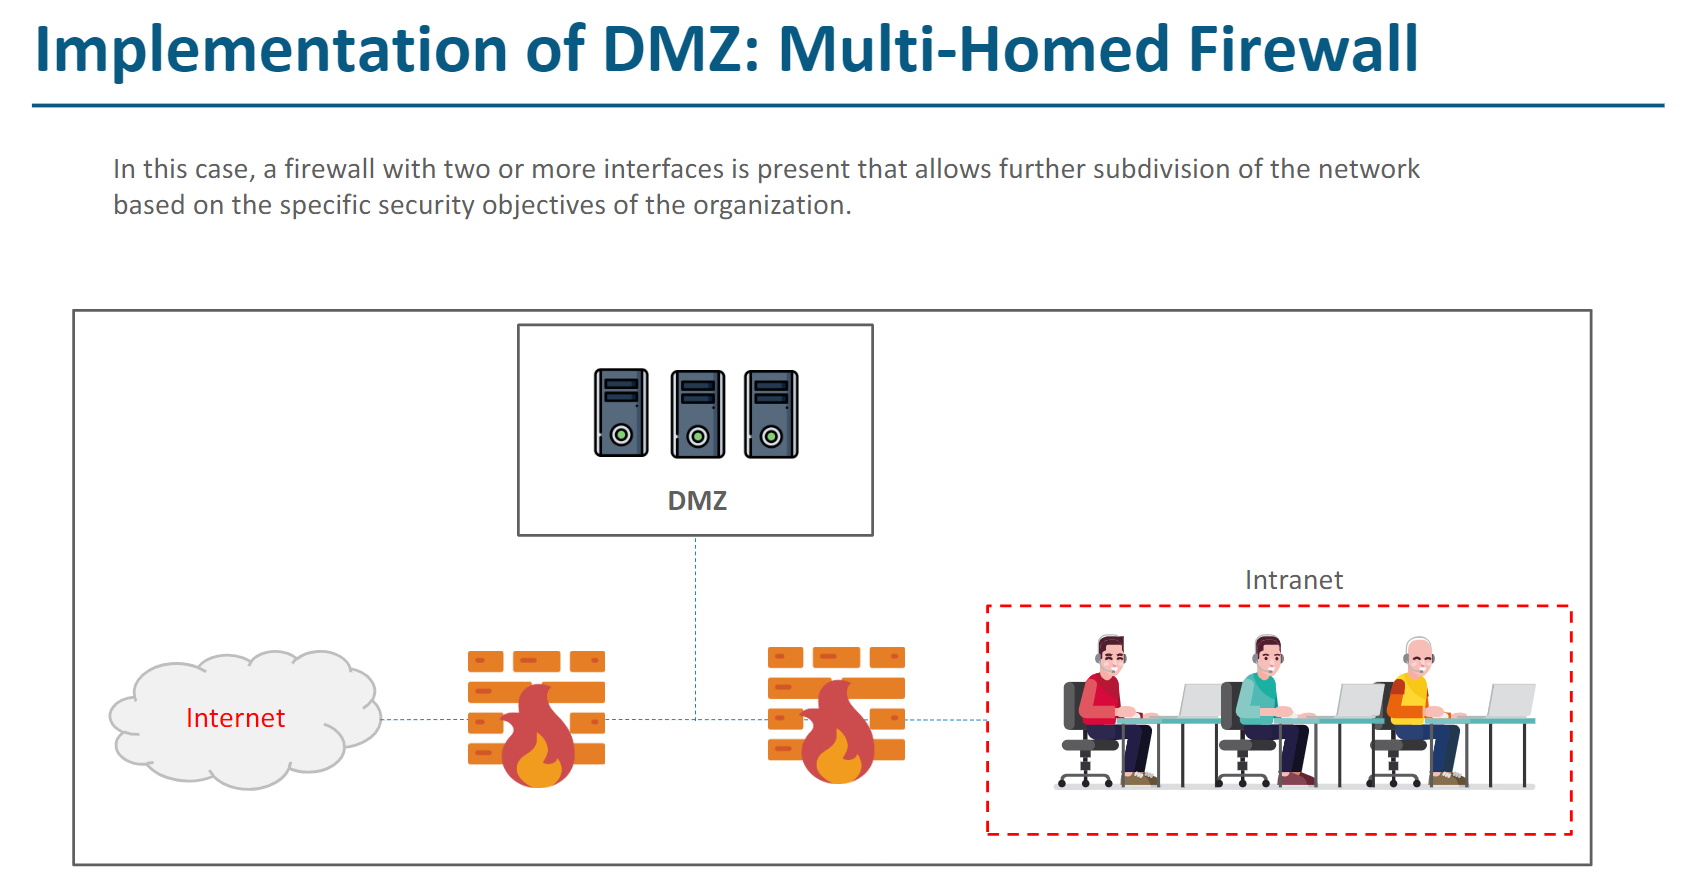 Implementation of DMZ: Multi-Homed Firewall
In this case, a firewall with two or more interfaces is present that allows further subdivision of the network
based on the specific security objectives of the organization.
DMZ
Intranet
Internet